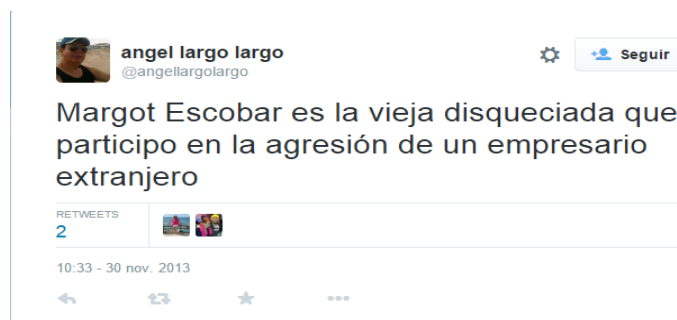 angel largo largo
@angellargolargo
Seguir
Margot Escobar es la vieja disqueciada que
participo en la agresión de un empresario
extranjero
RETWEETS
2
10:33 - 30 nov. 2013